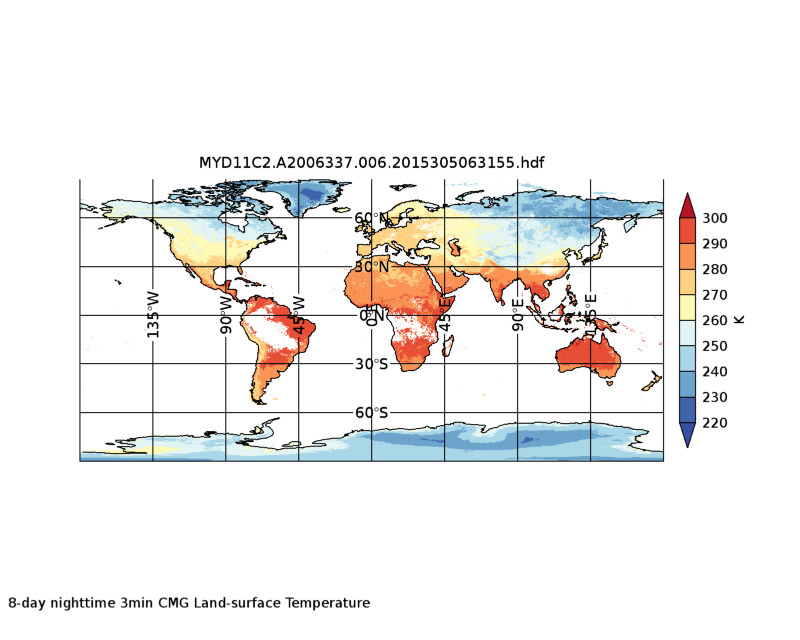 MYD11C2.A2006337.006.2015305063155.hdf
60°N
30°N
0°N
30°S
60°S
135°W
90°W
45°W
0°E
45°E
90°E
135°E
300
290
280
270
260
250
240
230
220
K
8-day nighttime 3min CMG Land-surface Temperature